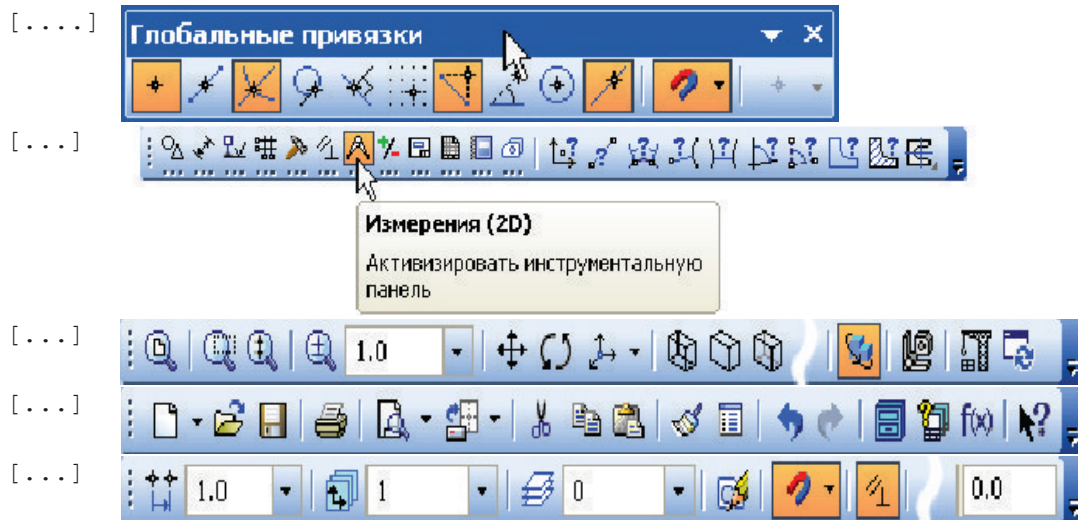 [....]
Глобальные привязки
[...]
Измерения (2D)
Активизировать инструментальную
панель
[...]
1.0
[...]
f(x)
[...]
1.0
1
0
0.0